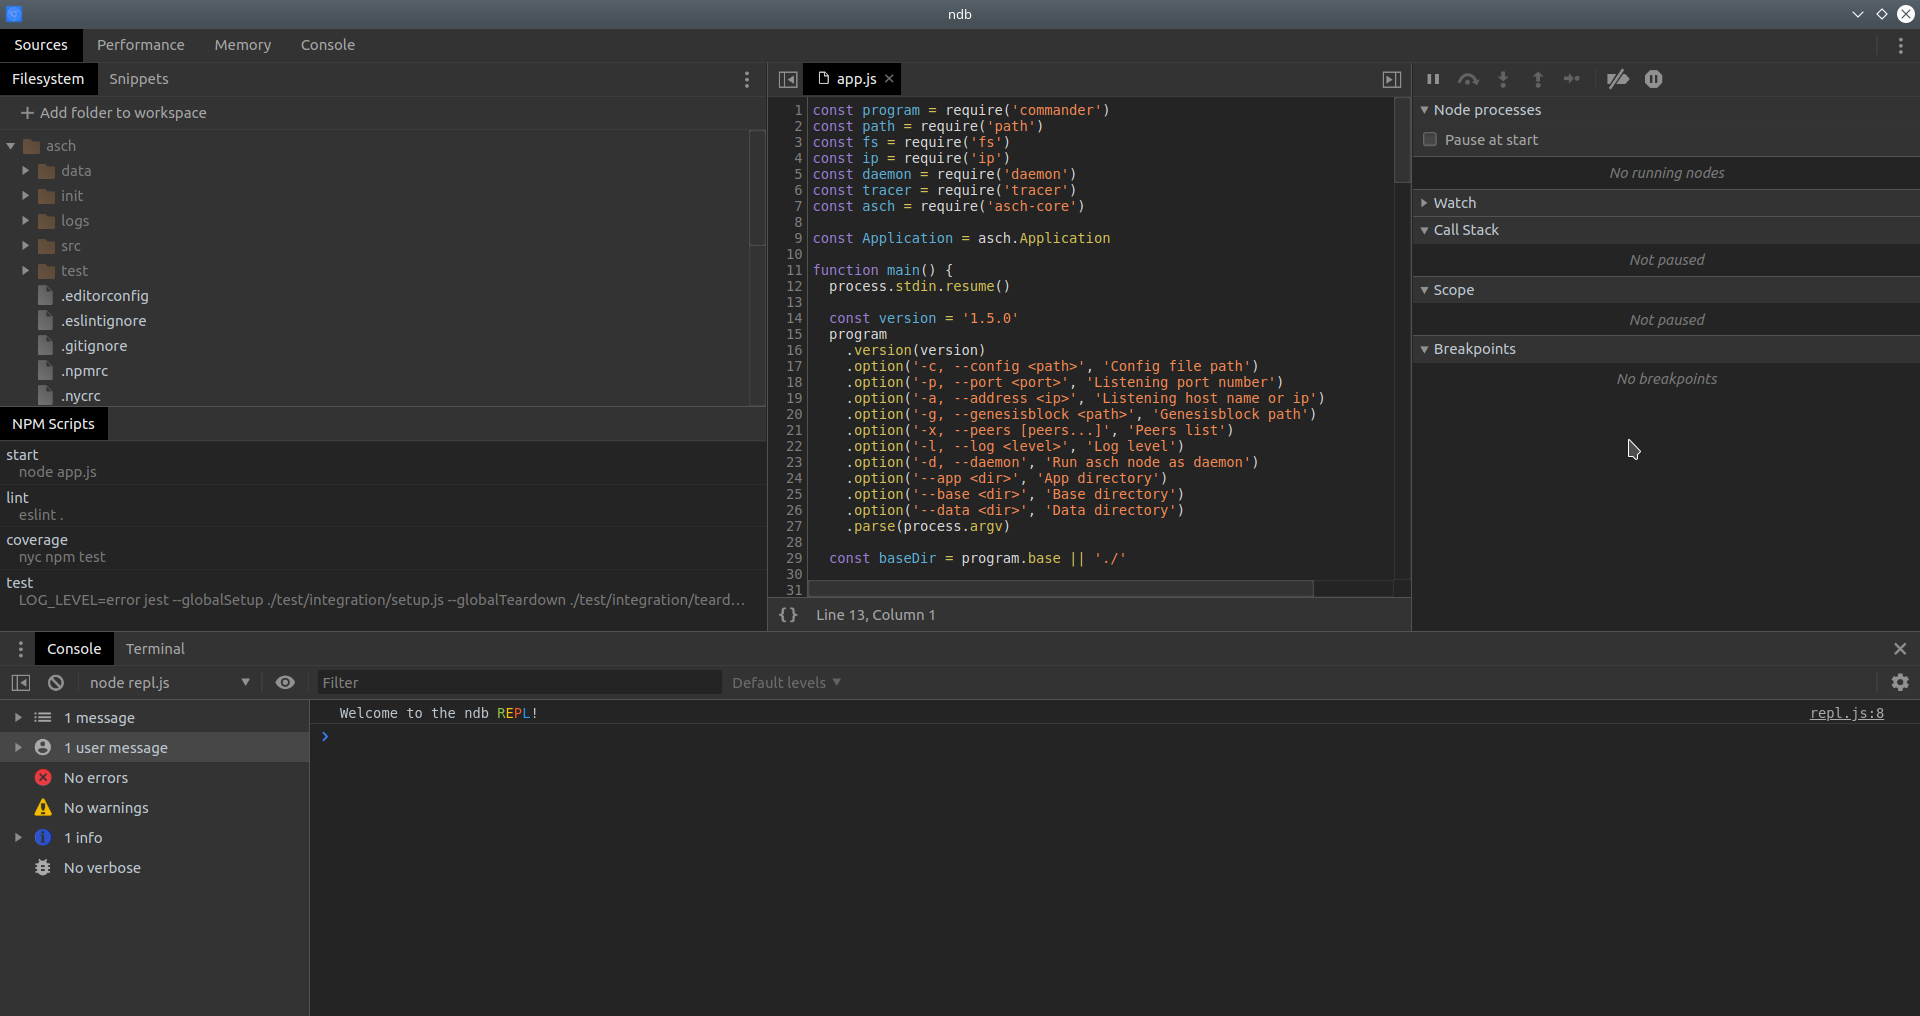 ndb
Sources Performance Memory Console
Filesystem Snippets
+ Add folder to workspace
asch
data
init
logs
src
test
.editorconfig
.eslintignore
.gitignore
.npmrc
.nycrc
NPM Scripts
start
node app.js
lint
eslint .
coverage
nyc npm test
test
LOG_LEVEL=error jest --globalSetup ./test/integration/setup.js --globalTeardown ./test/integration/teard...
app.js
1 const program = require('commander')
2 const path = require('path')
3 const fs = require('fs')
4 const ip = require('ip')
5 const daemon = require('daemon')
6 const tracer = require('tracer')
7 const asch = require('asch-core')
8
9 const Application = asch.Application
10
11 function main() {
12   process.stdin.resume()
13
14   const version = '1.5.0'
15   program
16     .version(version)
17     .option('-c, --config <path>', 'Config file path')
18     .option('-p, --port <port>', 'Listening port number')
19     .option('-a, --address <ip>', 'Listening host name or ip')
20     .option('-g, --genesisblock <path>', 'Genesisblock path')
21     .option('-x, --peers [peers...]', 'Peers list')
22     .option('-l, --log <level>', 'Log level')
23     .option('-d, --daemon', 'Run asch node as daemon')
24     .option('--app <dir>', 'App directory')
25     .option('--base <dir>', 'Base directory')
26     .option('--data <dir>', 'Data directory')
27     .parse(process.argv)
28
29   const baseDir = program.base || './'
30
31
{} Line 13, Column 1
Node processes
Pause at start
No running nodes
Watch
Call Stack
Not paused
Scope
Not paused
Breakpoints
No breakpoints
Console Terminal
node repl.js Filter Default levels
1 message
1 user message
No errors
No warnings
1 info
No verbose
Welcome to the ndb REPL! repl.js:8